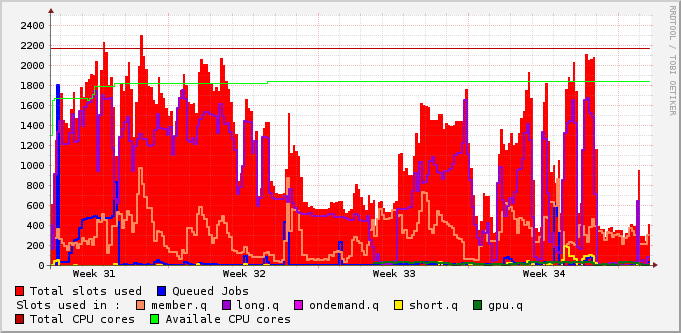 2400
2200
2000
1800
1600
1400
1200
1000
800
600
400
200
0
Week 31 Week 32 Week 33 Week 34
Total slots used Queued Jobs
Slots used in : member.q long.q ondemand.q short.q gpu.q
Total CPU cores Availale CPU cores
RRDTOOL / TOBI OETIKER